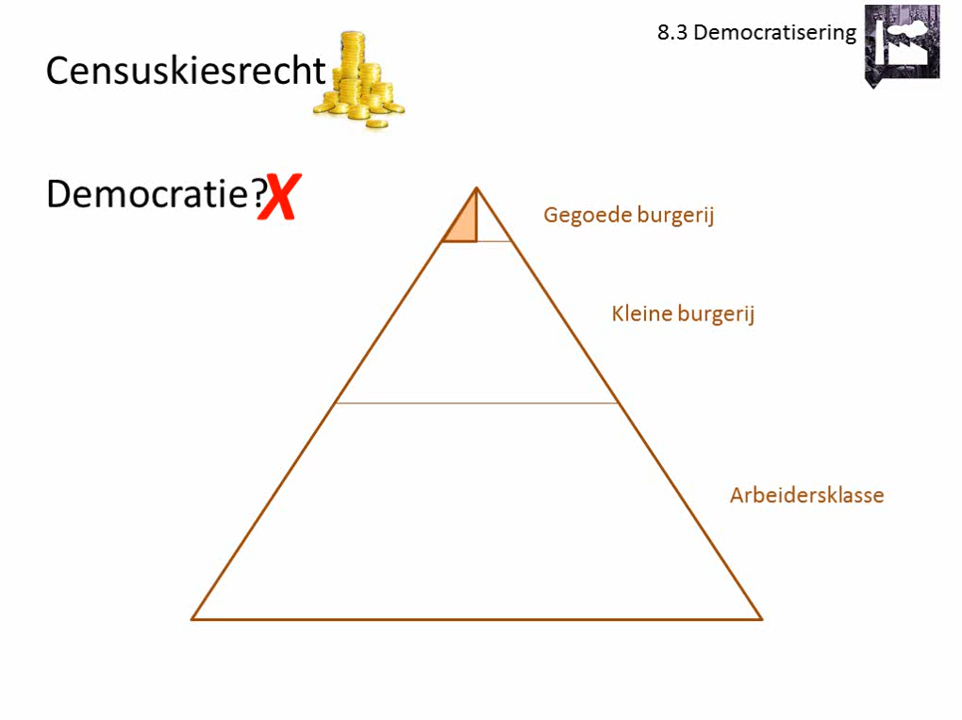 8.3 Democratisering
Censuskiesrecht
Democratie?X
Gegoede burgerij
Kleine burgerij
Arbeidersklasse